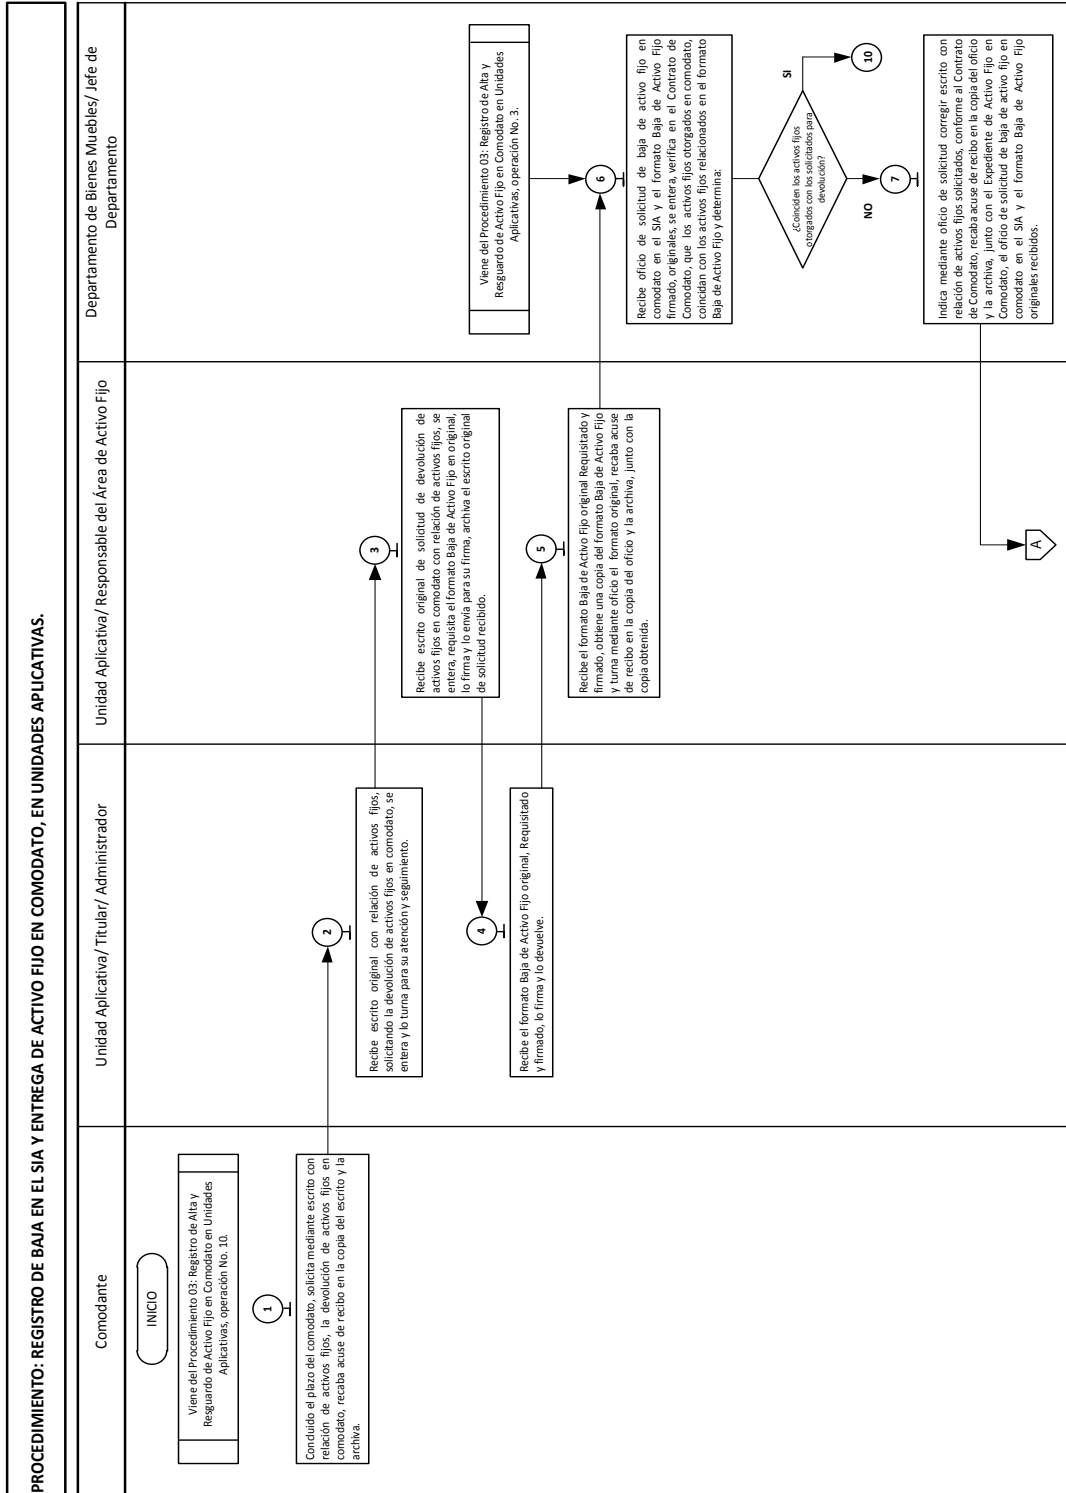 PROCEDIMIENTO: REGISTRO DE BAJA EN EL SIA Y ENTREGA DE ACTIVO FIJO EN COMODATO, EN UNIDADES APLICATIVAS.
Comodante
Unidad Aplicativa/ Titular/ Administrador
Unidad Aplicativa/ Responsable del Área de Activo Fijo
Departamento de Bienes Muebles/ Jefe de
Departamento
INICIO
Viene del Procedimiento 03: Registro de Alta y
Resguardo de Activo Fijo en Comodato en Unidades
Aplicativas, operación No. 10.
1
Concluido el plazo del comodato, solicita mediante escrito con
relación de activos fijos, la devolución de activos fijos en
comodato, recaba acuse de recibo en la copia del escrito y la
archiva.
2
Recibe escrito original con relación de activos fijos,
solicitando la devolución de activos fijos en comodato, se
entera y lo turna para su atención y seguimiento.
3
Recibe escrito original de solicitud de devolución de
activos fijos en comodato con relación de activos fijos, se
entera, requisita el formato Baja de Activo Fijo en original,
lo firma y lo envía para su firma, archiva el escrito original
de solicitud recibido.
4
Recibe el formato Baja de Activo Fijo original, Requisitado
y firmado, lo firma y lo devuelve.
5
Recibe el formato Baja de Activo Fijo original Requisitado y
firmado, obtiene una copia del formato Baja de Activo Fijo
y turna mediante oficio el formato original, recaba acuse
de recibo en la copia del oficio y la archiva, junto con la
copia obtenida.
Viene del Procedimiento 03: Registro de Alta y
Resguardo de Activo Fijo en Comodato en Unidades
Aplicativas, operación No. 3.
6
Recibe oficio de solicitud de baja de activo fijo en
comodato en el SIA y el formato Baja de Activo Fijo
firmado, originales, se entera, verifica en el Contrato de
Comodato, que los activos fijos otorgados en comodato,
coincidan con los activos fijos relacionados en el formato
Baja de Activo Fijo y determina:
¿Coinciden los activos fijos
otorgados con los solicitados para
devolución?
SI
10
NO
7
Indica mediante oficio de solicitud corregir escrito con
relación de activos fijos solicitados, conforme al Contrato
de Comodato, recaba acuse de recibo en la copia del oficio
y la archiva, junto con el Expediente de Activo Fijo en
Comodato, el oficio de solicitud de baja de activo fijo en
comodato en el SIA y el formato Baja de Activo Fijo
originales recibidos.
A